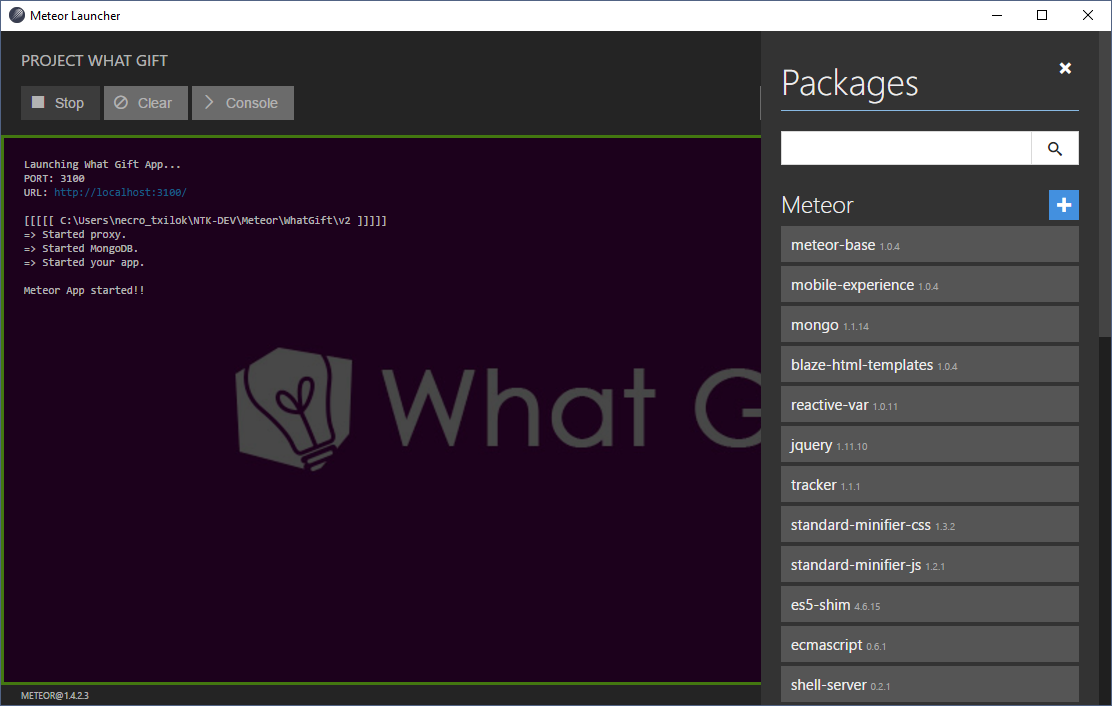 Meteor Launcher
PROJECT WHAT GIFT
Stop
Clear
Console
Launching What Gift App...
PORT: 3100
URL: http://localhost:3100/
[[[[[ C:\Users\necro_txilok\NTK-DEV\Meteor\WhatGift\v2 ]]]]]
=> Started proxy.
=> Started MongoDB.
=> Started your app.
Meteor App started!!
What G
METEOR@1.4.2.3
Packages
Meteor
meteor-base 1.0.4
mobile-experience 1.0.4
mongo 1.1.14
blaze-html-templates 1.0.4
reactive-var 1.0.11
jquery 1.11.10
tracker 1.1.1
standard-minifier-css 1.3.2
standard-minifier-js 1.2.1
es5-shim 4.6.15
ecmascript 0.6.1
shell-server 0.2.1